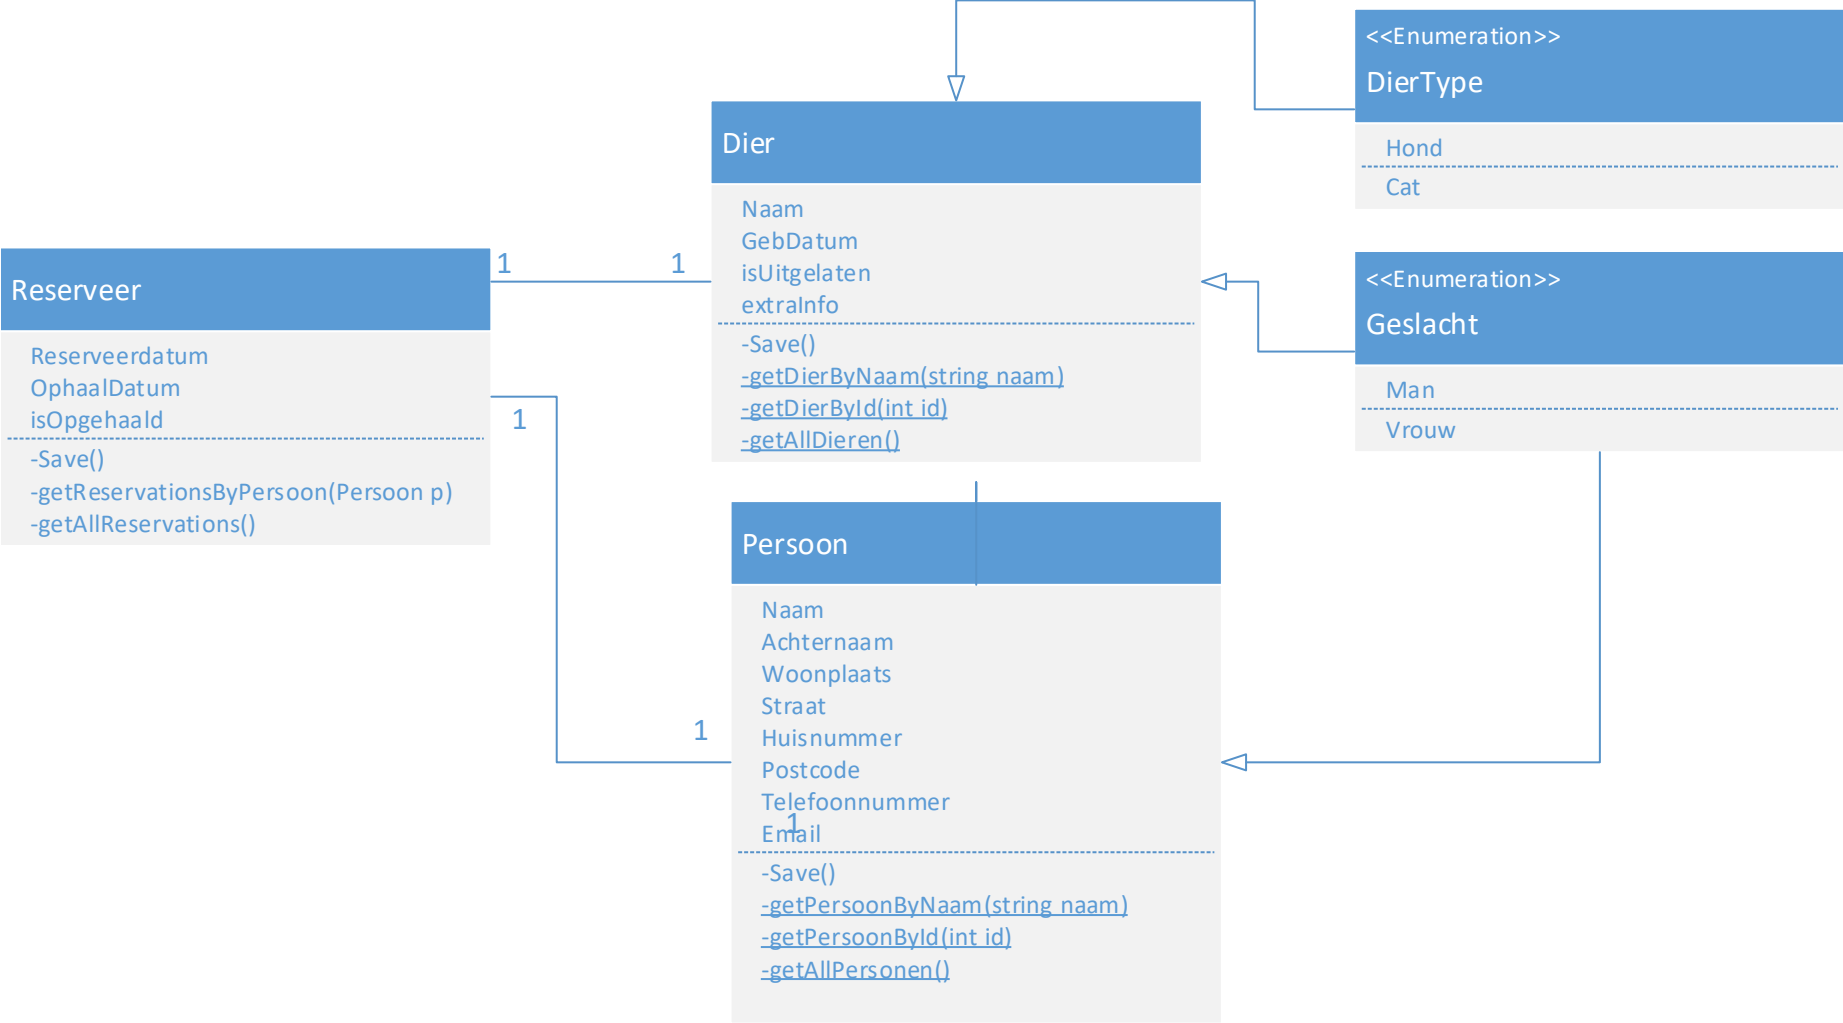 <<Enumeration>>
DierType
Hond
Cat
Dier
Naam
GebDatum
isUitgelaten
extraInfo
-Save()
-getDierByNaam(string naam)
-getDierById(int id)
-getAllDieren()
<<Enumeration>>
Geslacht
Man
Vrouw
1
1
Reserveer
Reserveerdatum
OphaalDatum
isOpgehaald
-Save()
-getReservationsByPersoon(Persoon p)
-getAllReservations()
1
1
Persoon
Naam
Achternaam
Woonplaats
Straat
Huisnummer
Postcode
Telefoonnummer
Email
1
-Save()
-getPersoonByNaam(string naam)
-getPersoonById(int id)
-getAllPersonen()